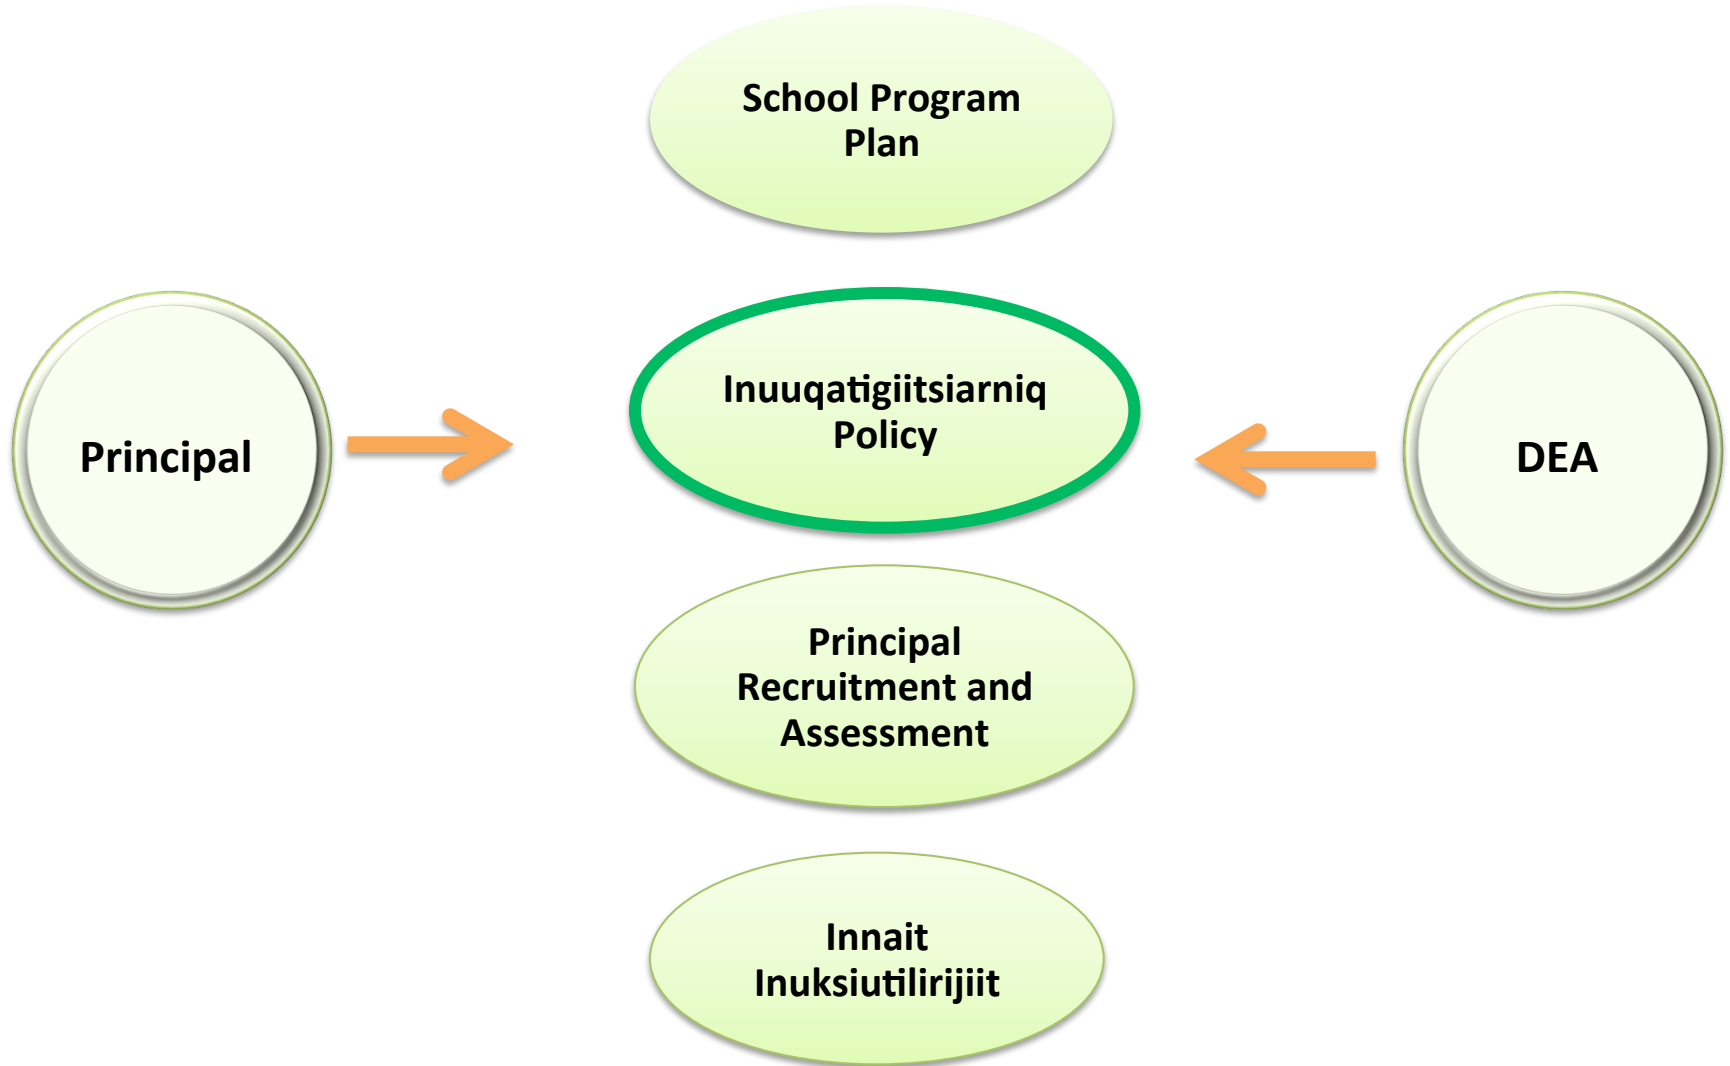 School Program
Plan
Principal
Inuuqatigiitsiarniq
Policy
DEA
Principal
Recruitment and
Assessment
Innait
Inuksiutilirijiit